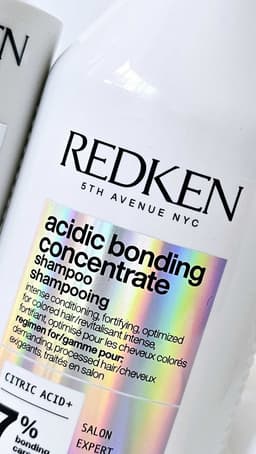 N
REDKEN
5TH AVENUE NYC
acidic bonding
concentrate
shampoo
shampooing
intense conditioning, fortifying, optimized
for colored hair/revitalisant intense,
fortifiant, optimisé pour les cheveux colorés
regimen for/gamme pour:
demanding, processed hair/cheveux
exigeants, traités en salon
CITRIC ACID+
7%
bonding
SALON
EXPERT